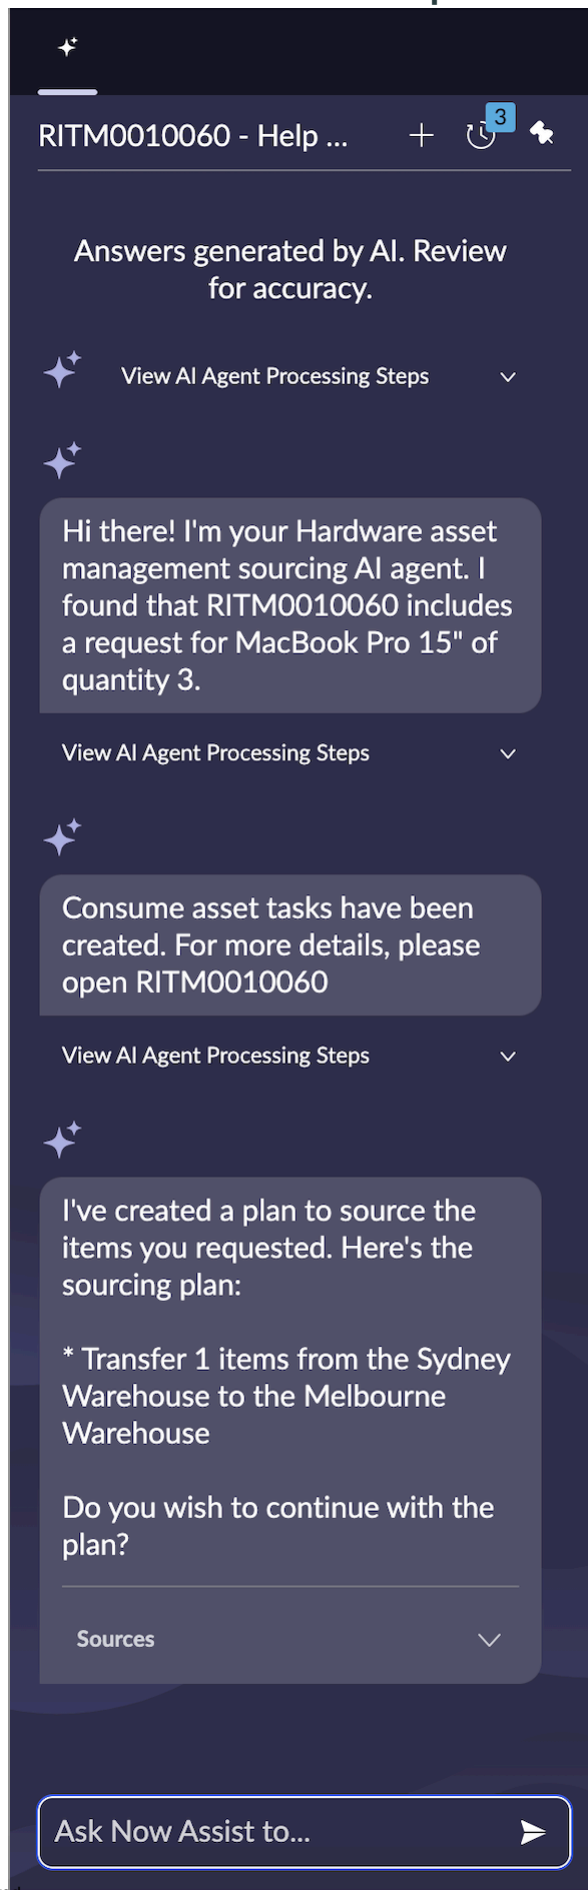 RITM0010060 - Help ...
3
Answers generated by AI. Review
for accuracy.
View AI Agent Processing Steps
Hi there! I'm your Hardware asset
management sourcing AI agent. I
found that RITM0010060 includes
a request for MacBook Pro 15" of
quantity 3.
View AI Agent Processing Steps
Consume asset tasks have been
created. For more details, please
open RITM0010060
View AI Agent Processing Steps
I've created a plan to source the
items you requested. Here's the
sourcing plan:
* Transfer 1 items from the Sydney
Warehouse to the Melbourne
Warehouse
Do you wish to continue with the
plan?
Sources
Ask Now Assist to...